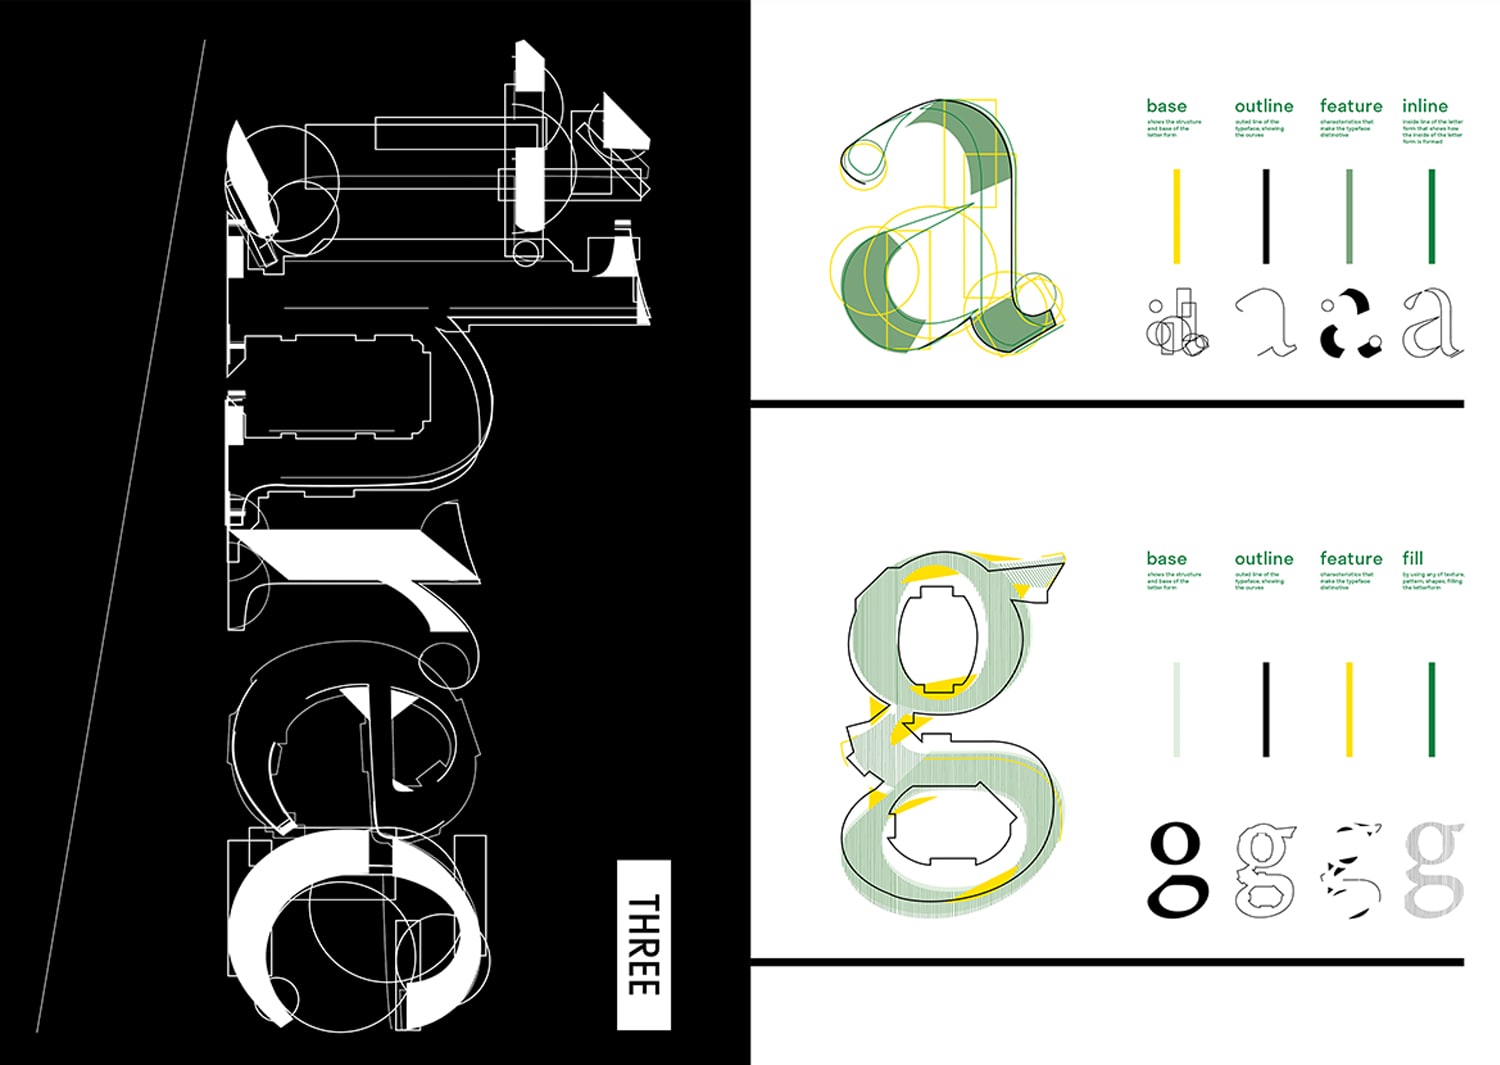 three
THREE
a
base
shows the structure
and base of the
letter form
outline
outed line of the
typeface, showing
the curves
feature
characteristics that
make the typeface
distinctive
inline
inside line of the letter
form that shows how
the inside of the letter
form is formed
a a a a
g
base
shows the structure
and base of the
letter form
outline
outed line of the
typeface, showing
the curves
feature
characteristics that
make the typeface
distinctive
fill
by using any of texture,
pattern, shapes, filling
the letterform
g g g g